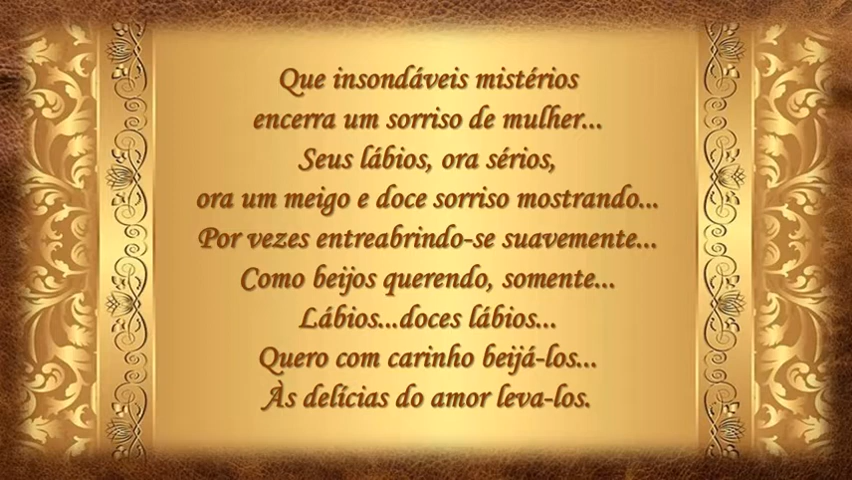 Que insondáveis mistérios
encerra um sorriso de mulher...
Seus lábios, ora sérios,
ora um meigo e doce sorriso mostrando...
Por vezes entreabrindo-se suavemente...
Como beijos querendo, somente...
Lábios...doces lábios...
Quero com carinho beijá-los...
Às delícias do amor leva-los.